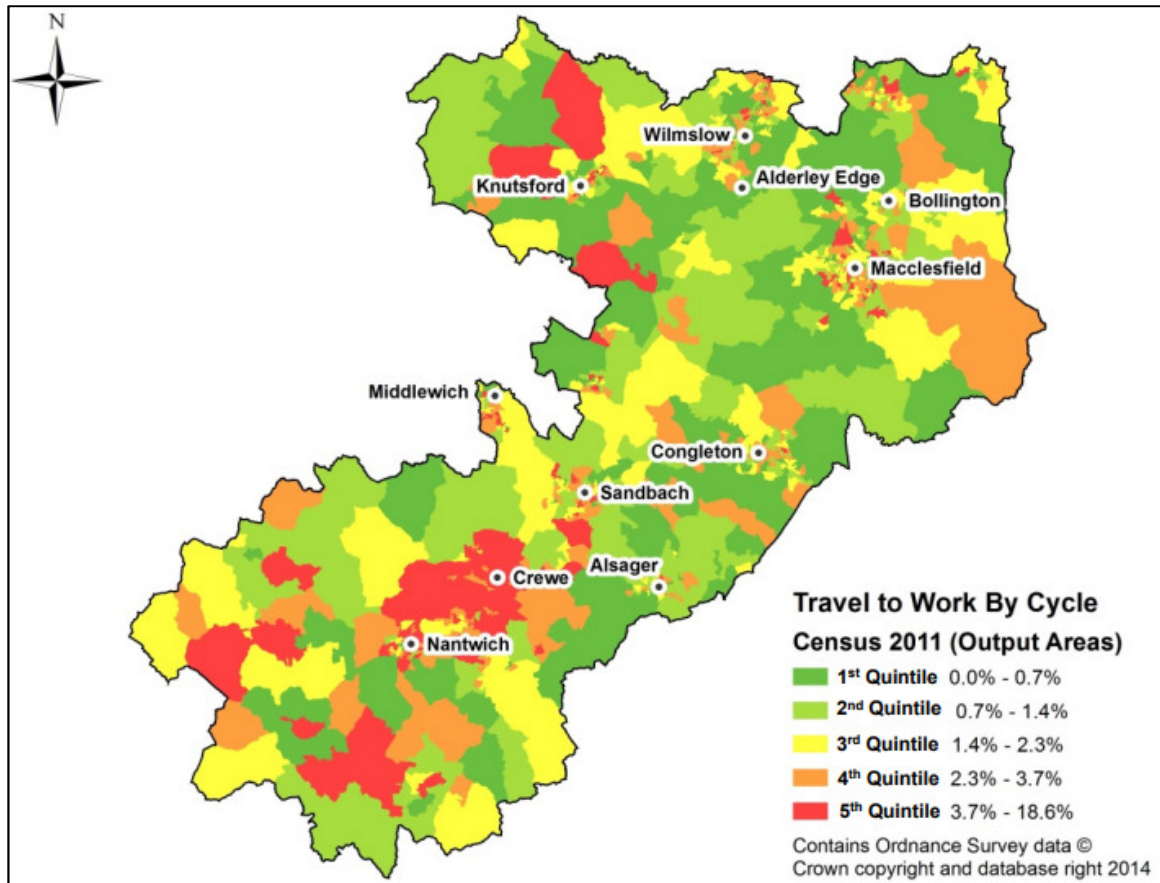 N
Wilmslow
Alderley Edge
Knutsford
Bollington
Macclesfield
Middlewich
Congleton
Sandbach
Crewe
Alsager
Nantwich
Travel to Work By Cycle
Census 2011 (Output Areas)
1st Quintile 0.0% - 0.7%
2nd Quintile 0.7% - 1.4%
3rd Quintile 1.4% - 2.3%
4th Quintile 2.3% - 3.7%
5th Quintile 3.7% - 18.6%
Contains Ordnance Survey data ©
Crown copyright and database right 2014